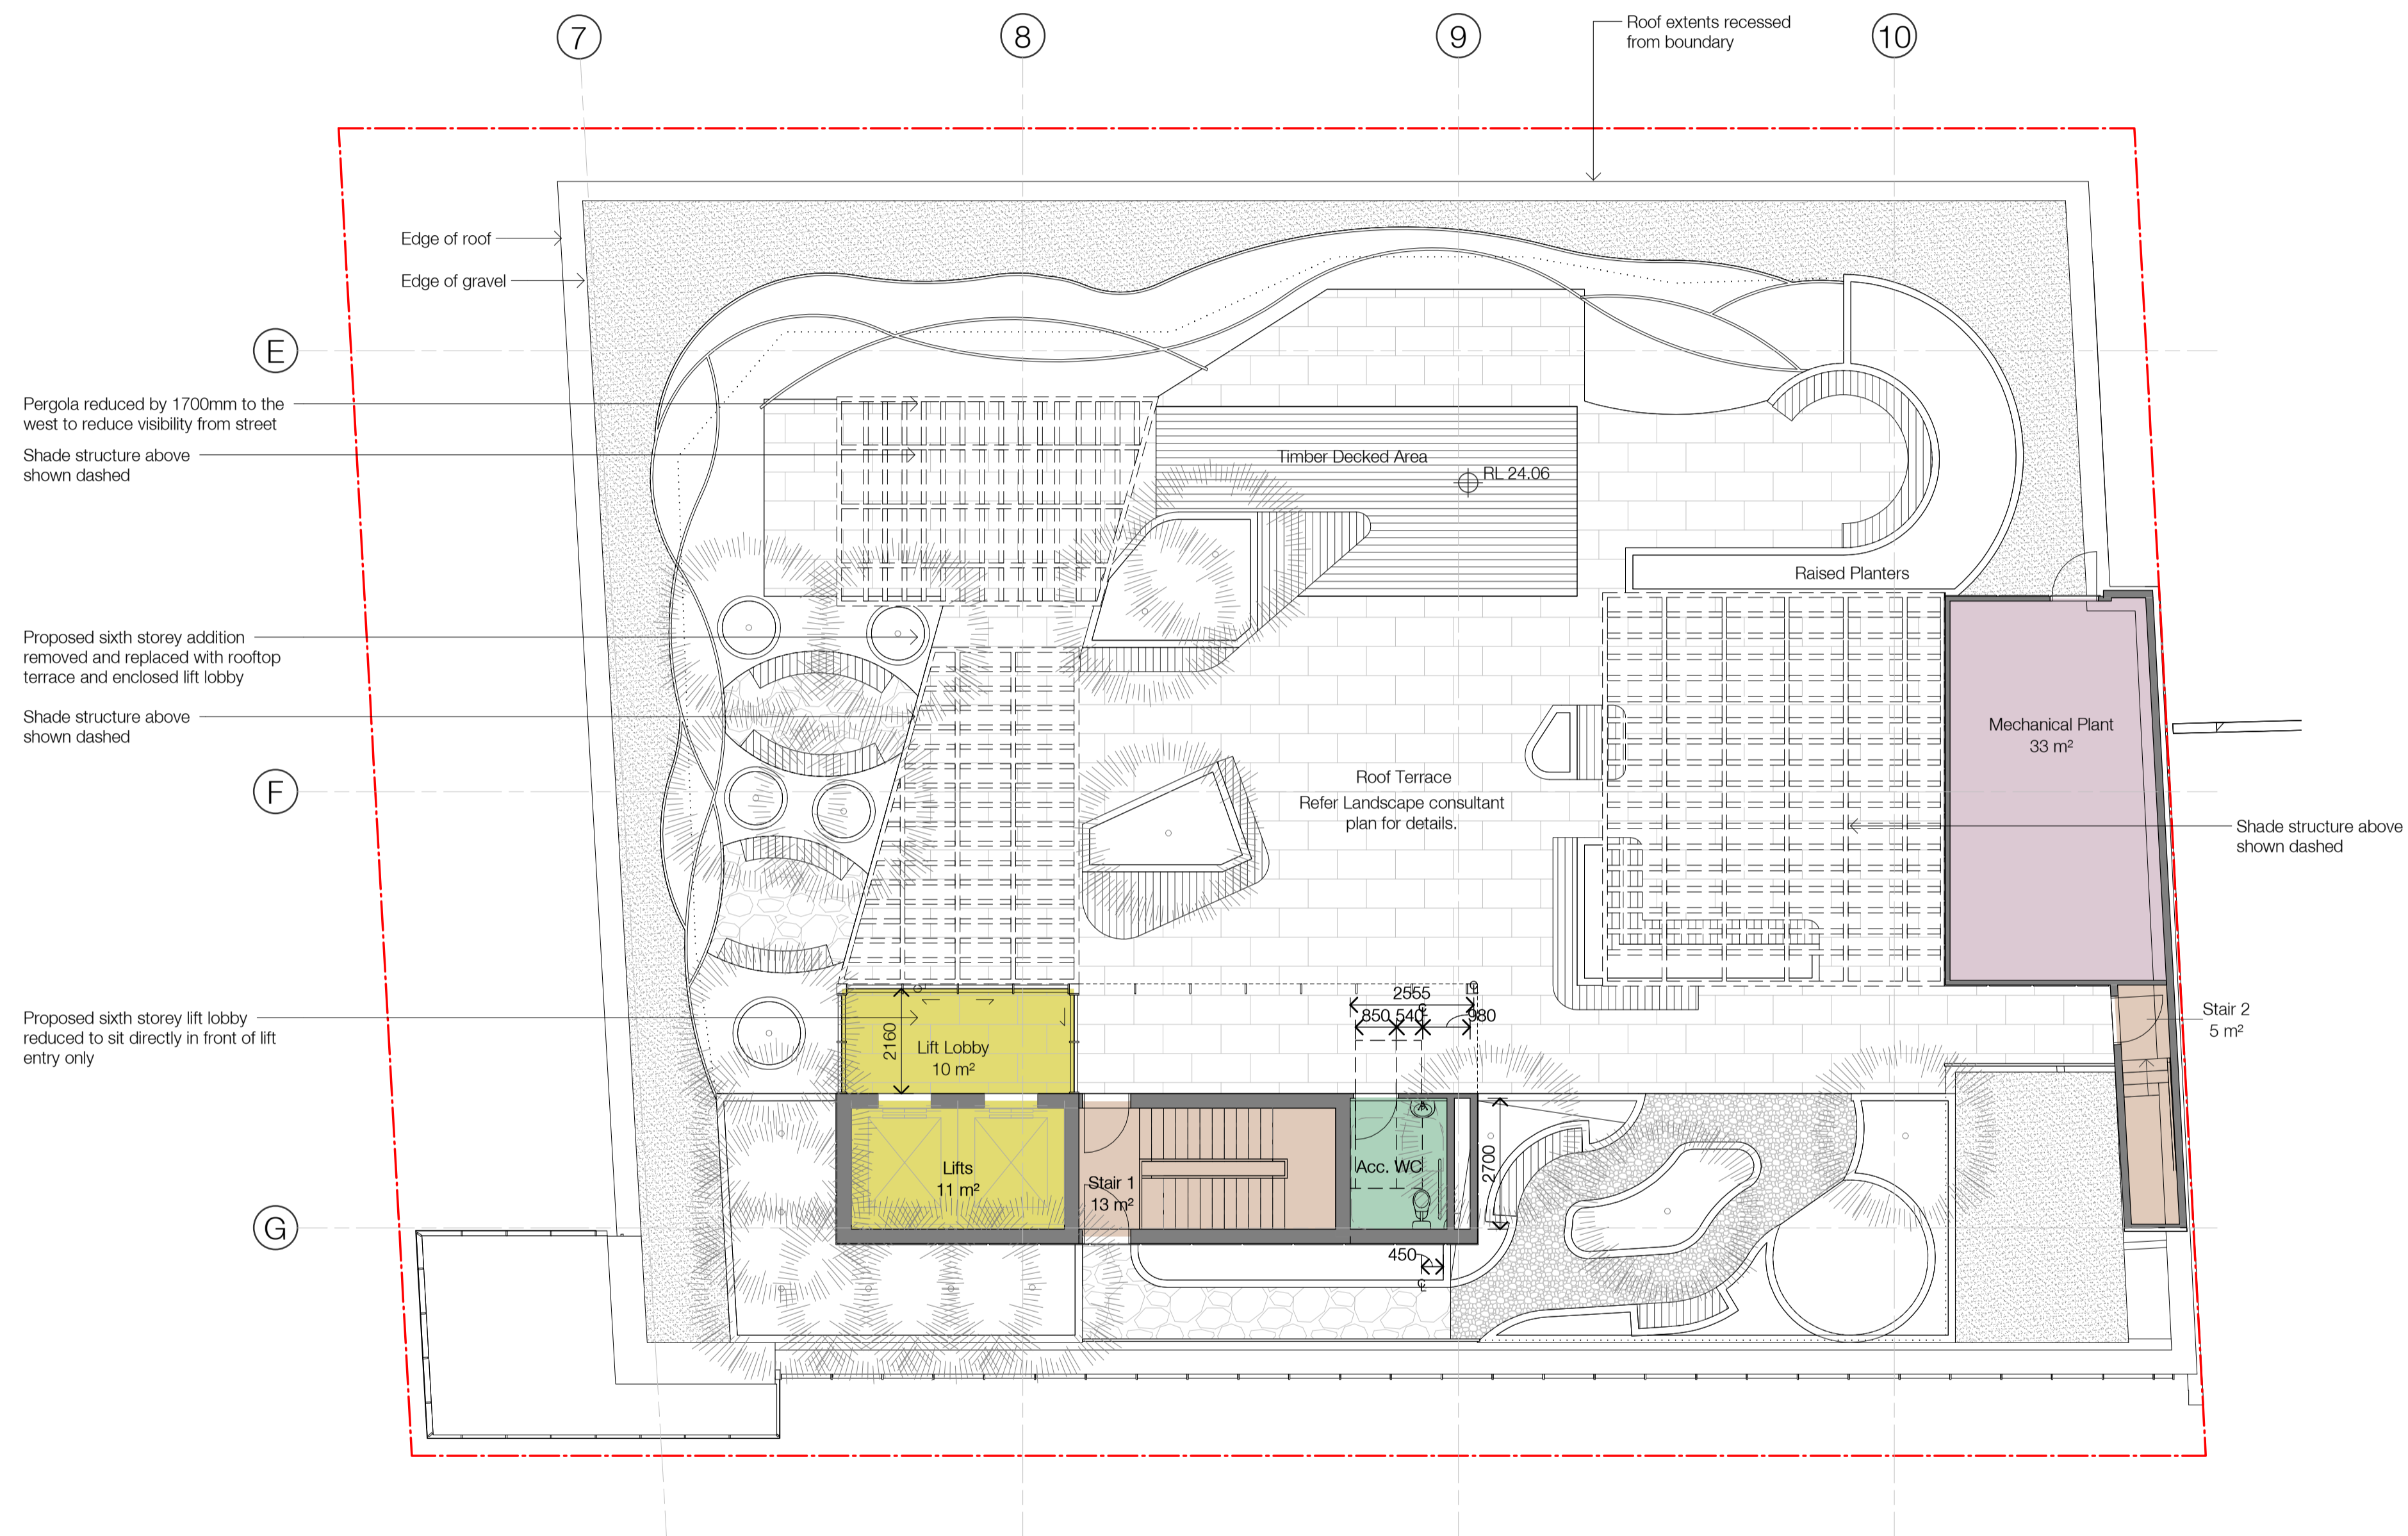 7
8
9
10
Roof extents recessed
from boundary
Edge of roof
Edge of gravel
E
Pergola reduced by 1700mm to the
west to reduce visibility from street
Shade structure above
shown dashed
Timber Decked Area
RL 24.06
Raised Planters
Proposed sixth storey addition
removed and replaced with rooftop
terrace and enclosed lift lobby
Shade structure above
shown dashed
Mechanical Plant
33 m²
F
Roof Terrace
Refer Landscape consultant
plan for details.
Shade structure above
shown dashed
2555
850 540 980
Proposed sixth storey lift lobby
reduced to sit directly in front of lift
entry only
2160
Lift Lobby
10 m²
Stair 2
5 m²
Lifts
11 m²
Stair 1
13 m²
Acc. WC
2700
G
450